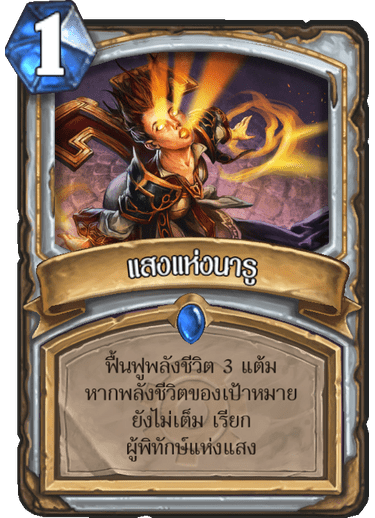 1
แสงแห่งนารู
ฟื้นฟูพลังชีวิต 3 แต้ม
หากพลังชีวิตของเป้าหมาย
ยังไม่เต็ม เรียก
ผู้พิทักษ์แห่งแสง